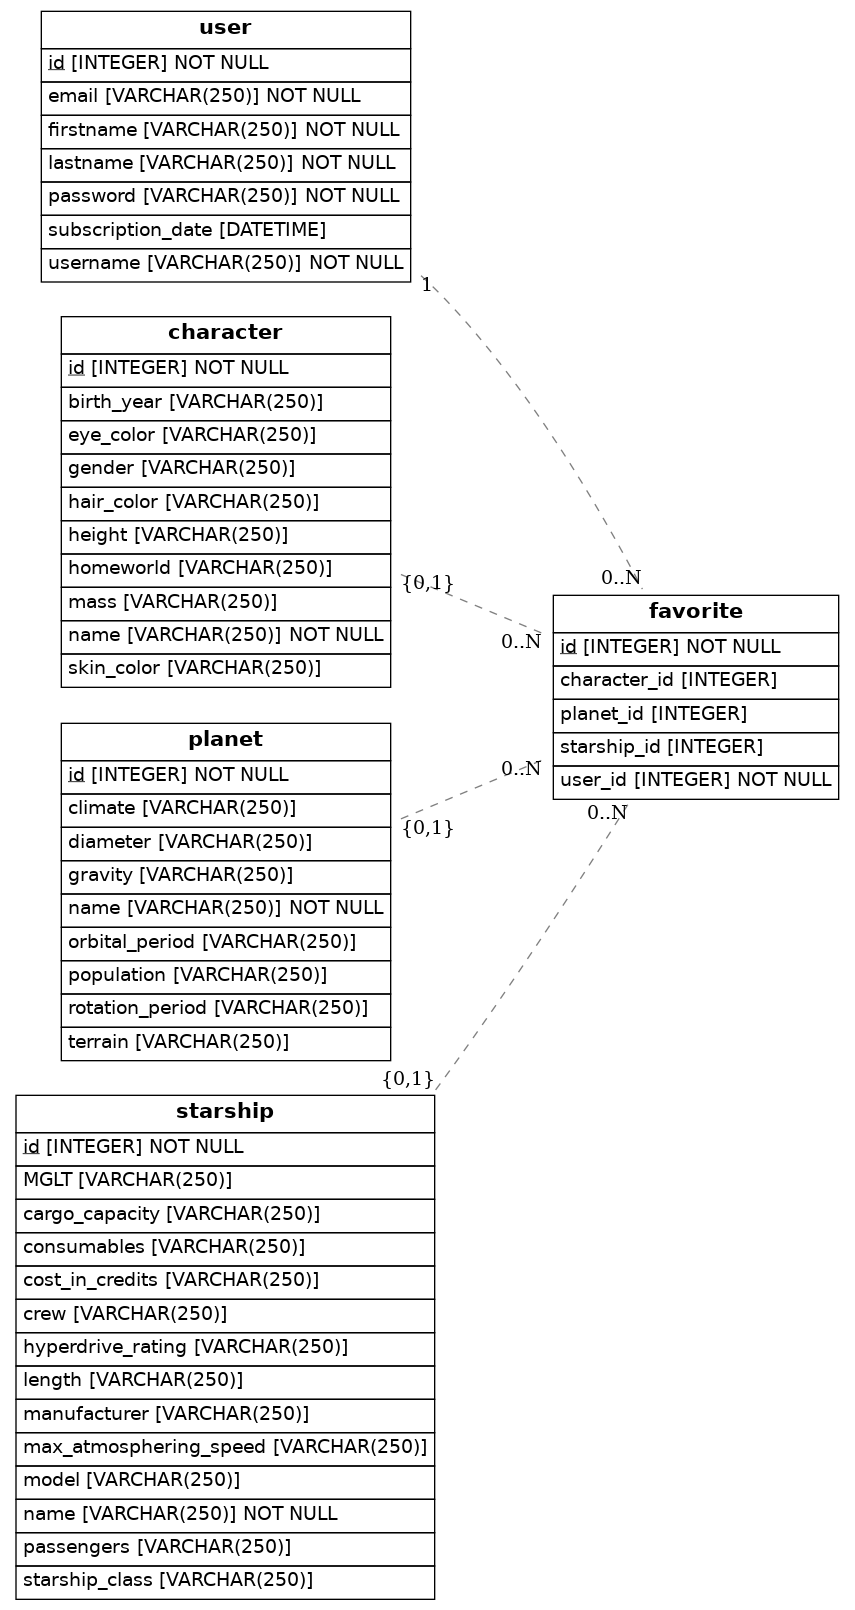 user
id [INTEGER] NOT NULL
email [VARCHAR(250)] NOT NULL
firstname [VARCHAR(250)] NOT NULL
lastname [VARCHAR(250)] NOT NULL
password [VARCHAR(250)] NOT NULL
subscription_date [DATETIME]
username [VARCHAR(250)] NOT NULL
1
character
id [INTEGER] NOT NULL
birth_year [VARCHAR(250)]
eye_color [VARCHAR(250)]
gender [VARCHAR(250)]
hair_color [VARCHAR(250)]
height [VARCHAR(250)]
homeworld [VARCHAR(250)]
mass [VARCHAR(250)]
name [VARCHAR(250)] NOT NULL
skin_color [VARCHAR(250)]
{0,1}
0..N
0..N
favorite
id [INTEGER] NOT NULL
character_id [INTEGER]
planet_id [INTEGER]
starship_id [INTEGER]
user_id [INTEGER] NOT NULL
0..N
0..N
planet
id [INTEGER] NOT NULL
climate [VARCHAR(250)]
diameter [VARCHAR(250)]
gravity [VARCHAR(250)]
name [VARCHAR(250)] NOT NULL
orbital_period [VARCHAR(250)]
population [VARCHAR(250)]
rotation_period [VARCHAR(250)]
terrain [VARCHAR(250)]
{0,1}
{0,1}
starship
id [INTEGER] NOT NULL
MGLT [VARCHAR(250)]
cargo_capacity [VARCHAR(250)]
consumables [VARCHAR(250)]
cost_in_credits [VARCHAR(250)]
crew [VARCHAR(250)]
hyperdrive_rating [VARCHAR(250)]
length [VARCHAR(250)]
manufacturer [VARCHAR(250)]
max_atmosphering_speed [VARCHAR(250)]
model [VARCHAR(250)]
name [VARCHAR(250)] NOT NULL
passengers [VARCHAR(250)]
starship_class [VARCHAR(250)]